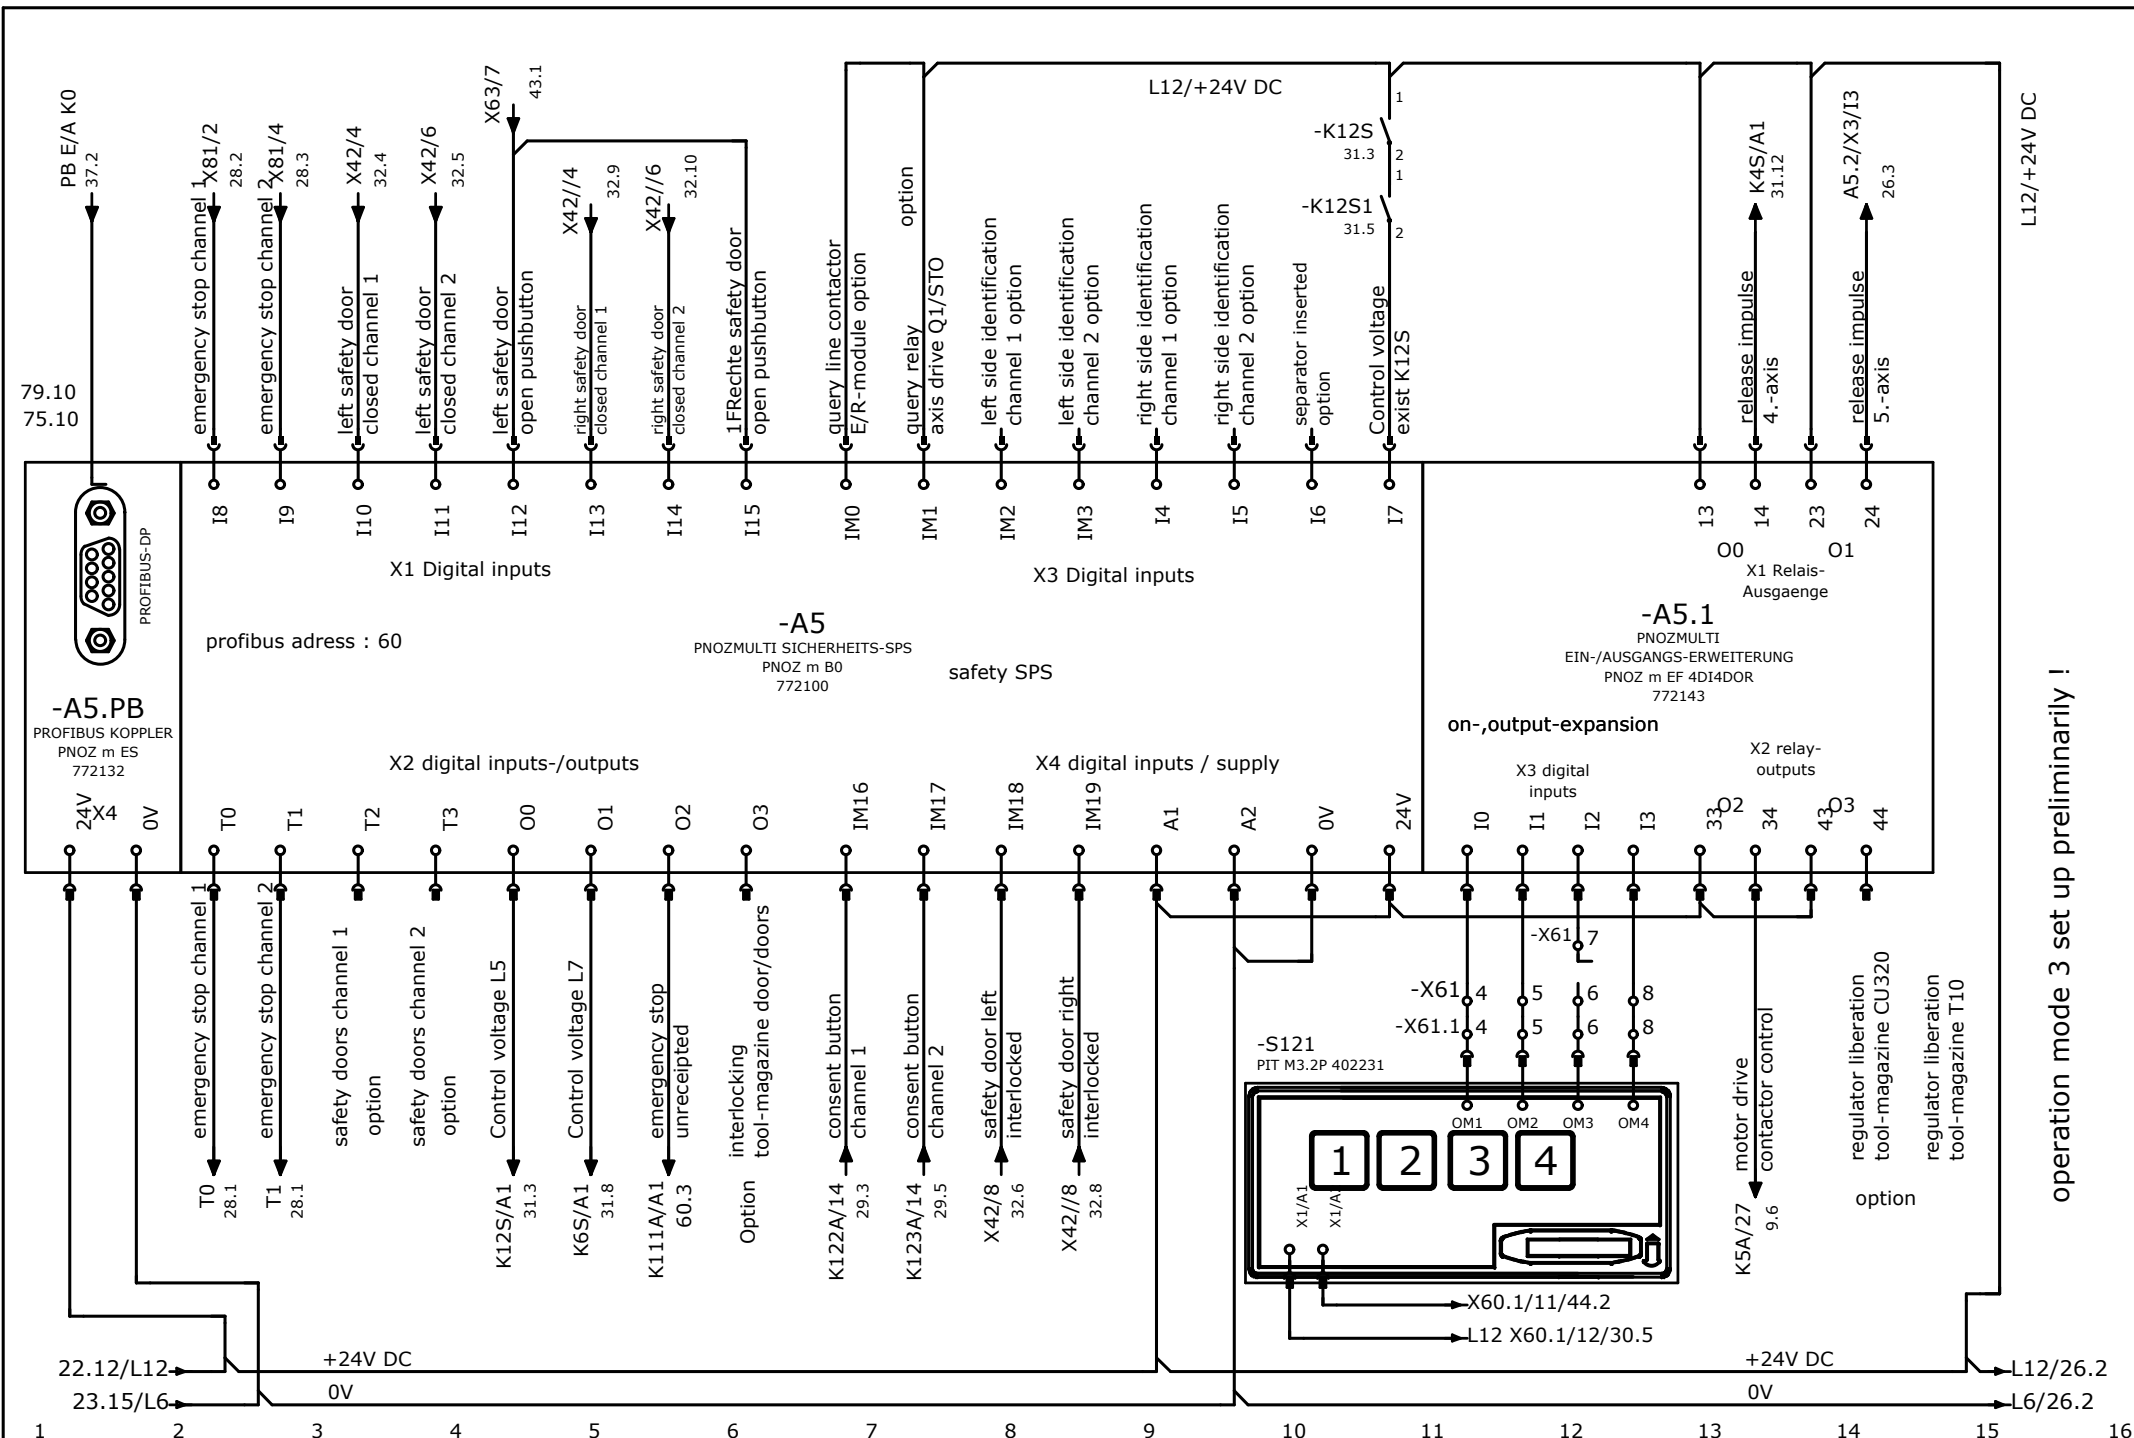 PB E/A K0
37.2
79.10
75.10
emergency stop channel 1
X81/2
28.2
emergency stop channel 2
X81/4
28.3
X42/4
32.4
left safety door
closed channel 1
X42/6
32.5
left safety door
closed channel 2
X63/7
43.1
left safety door
open pushbutton
X42//4
32.9
right safety door
closed channel 1
X42//6
32.10
right safety door
closed channel 2
1FRechte safety door
open pushbutton
query line contactor
E/R-module option
option
query relay
axis drive Q1/STO
left side identification
channel 1 option
left side identification
channel 2 option
right side identification
channel 1 option
right side identification
channel 2 option
separator inserted
option
L12/+24V DC
1
-K12S
31.3
2
1
-K12S1
31.5
2
Control voltage
exist K12S
K4S/A1
31.12
release impulse
4.-axis
A5.2/X3/I3
26.3
release impulse
5.-axis
L12/+24V DC
I8
I9
I10
I11
I12
I13
I14
I15
IM0
IM1
IM2
IM3
I4
I5
I6
I7
13
14
23
24
O0
O1
X1 Digital inputs
X3 Digital inputs
X1 Relais-
Ausgaenge
PROFIBUS-DP
profibus adress : 60
-A5
PNOZMULTI SICHERHEITS-SPS
PNOZ m B0
772100
safety SPS
-A5.1
PNOZMULTI
EIN-/AUSGANGS-ERWEITERUNG
PNOZ m EF 4DI4DOR
772143
-A5.PB
PROFIBUS KOPPLER
PNOZ m ES
772132
on-,output-expansion
X2 digital inputs-/outputs
X4 digital inputs / supply
X3 digital
inputs
X2 relay-
outputs
24V
X4
0V
T0
T1
T2
T3
O0
O1
O2
O3
IM16
IM17
IM18
IM19
A1
A2
0V
24V
I0
I1
I2
I3
33
O2
34
43
O3
44
emergency stop channel 1
T0
28.1
emergency stop channel 2
T1
28.1
safety doors channel 1
option
safety doors channel 2
option
Control voltage L5
K12S/A1
31.3
Control voltage L7
K6S/A1
31.8
emergency stop
unreceipted
K111A/A1
60.3
interlocking
tool-magazine door/doors
Option
consent button
channel 1
K122A/14
29.3
consent button
channel 2
K123A/14
29.5
safety door left
interlocked
X42/8
32.6
safety door right
interlocked
X42//8
32.8
-X61 7
-X61 4 5 6 8
-X61.1 4 5 6 8
-S121
PIT M3.2P 402231
OM1 OM2 OM3 OM4
1 2 3 4
X1/A1
motor drive
contactor control
K5A/27
9.6
regulator liberation
tool-magazine CU320
option
regulator liberation
tool-magazine T10
operation mode 3 set up preliminarily !
X60.1/11/44.2
L12 X60.1/12/30.5
22.12/L12
+24V DC
+24V DC
L12/26.2
23.15/L6
0V
0V
L6/26.2
1 2 3 4 5 6 7 8 9 10 11 12 13 14 15 16